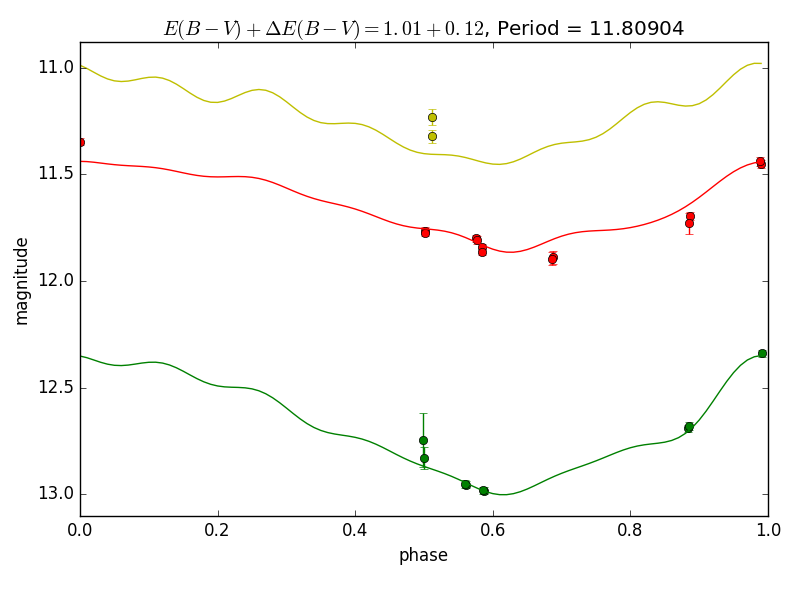 E(B − V) + ΔE(B − V) = 1.01 + 0.12, Period = 11.80904
11.0
11.5
12.0
12.5
13.0
magnitude
0.0 0.2 0.4 0.6 0.8 1.0
phase